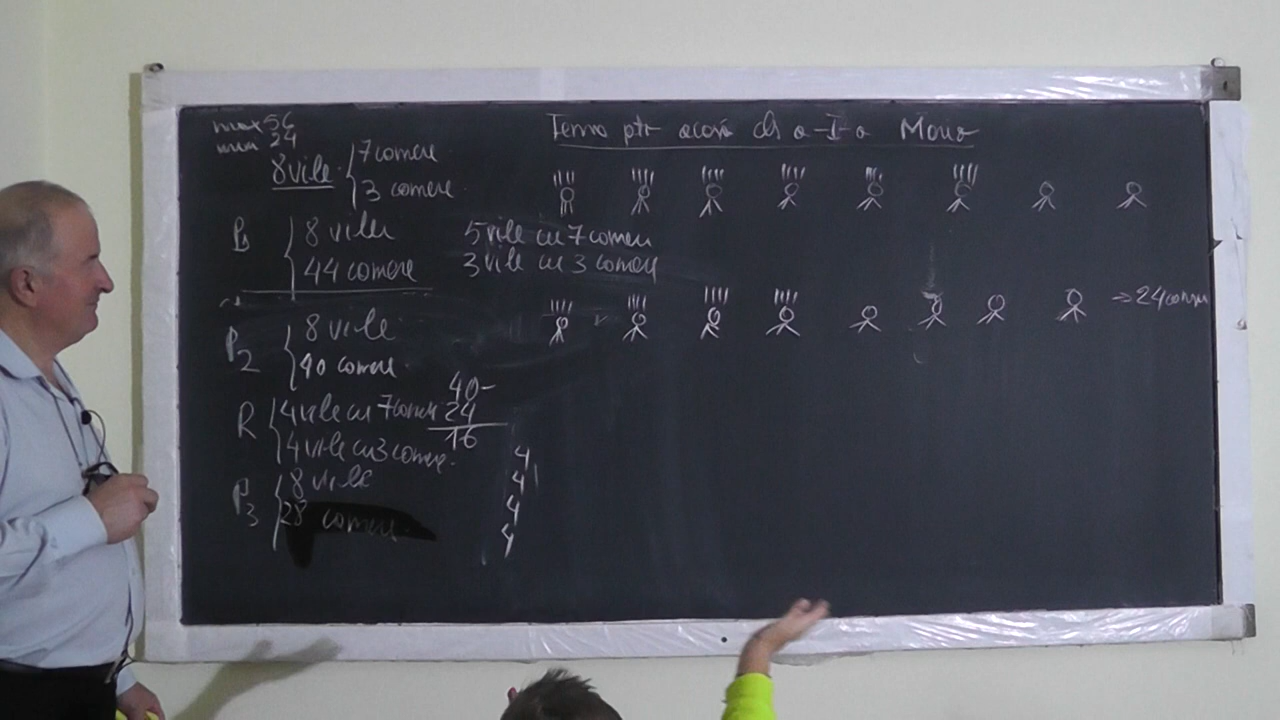 max 56
min 24
Tema ptr acasă cls a-I-a Maria
8 vile { 7 camere
3 camere
P1 { 8 vile
44 camere
5 vile cu 7 camere
3 vile cu 3 camere
P2 { 8 vile
40 camere
=> 24 camere
R { 4 vile cu 7 camere
4 vile cu 3 camere.
40-
24
16
P3 { 8 vile
28 camere.
4
4
4
4